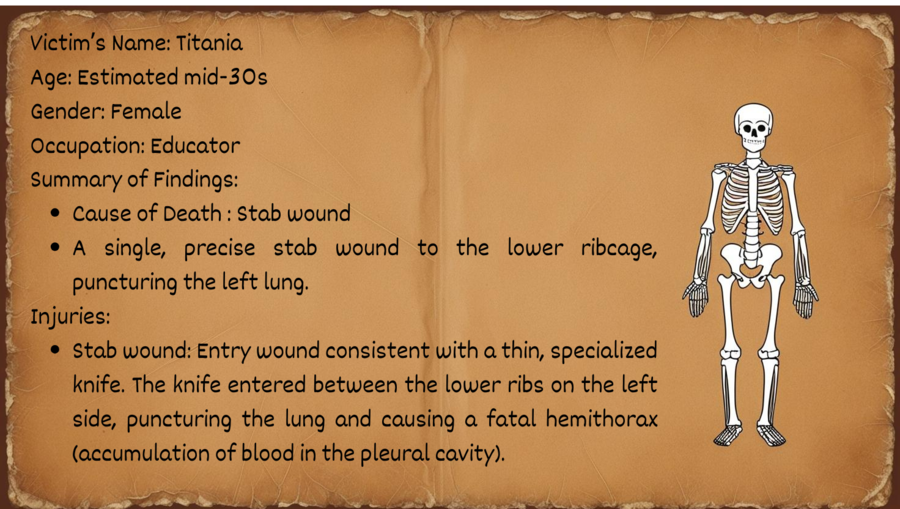 Victim's Name: Titania
Age: Estimated mid-30s
Gender: Female
Occupation: Educator
Summary of Findings:
• Cause of Death : Stab wound
• A single, precise stab wound to the lower ribcage,
puncturing the left lung.
Injuries:
• Stab wound: Entry wound consistent with a thin, specialized
knife. The knife entered between the lower ribs on the left
side, puncturing the lung and causing a fatal hemithorax
(accumulation of blood in the pleural cavity).